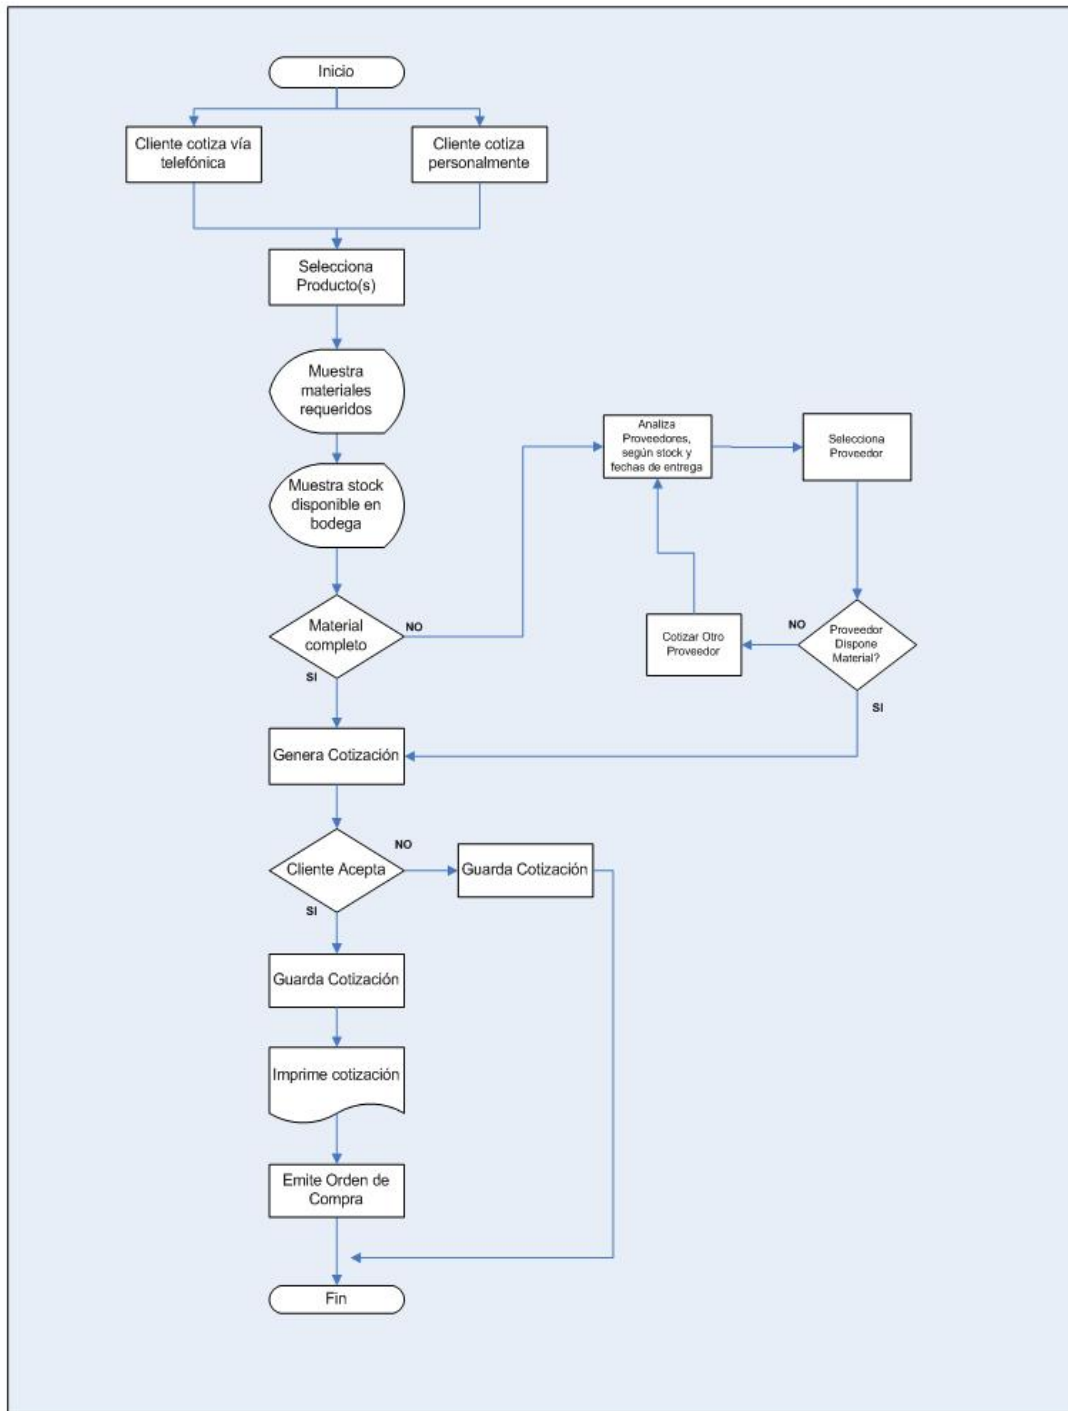 Inicio
Cliente cotiza vía
telefónica
Cliente cotiza
personalmente
Selecciona
Producto(s)
Muestra
materiales
requeridos
Analiza
Proveedores,
según stock y
fechas de entrega
Selecciona
Proveedor
Muestra stock
disponible en
bodega
Material
completo
NO
SI
Cotizar Otro
Proveedor
NO
Proveedor
Dispone
Material?
SI
Genera Cotización
Cliente Acepta
NO
Guarda Cotización
SI
Guarda Cotización
Imprime cotización
Emite Orden de
Compra
Fin